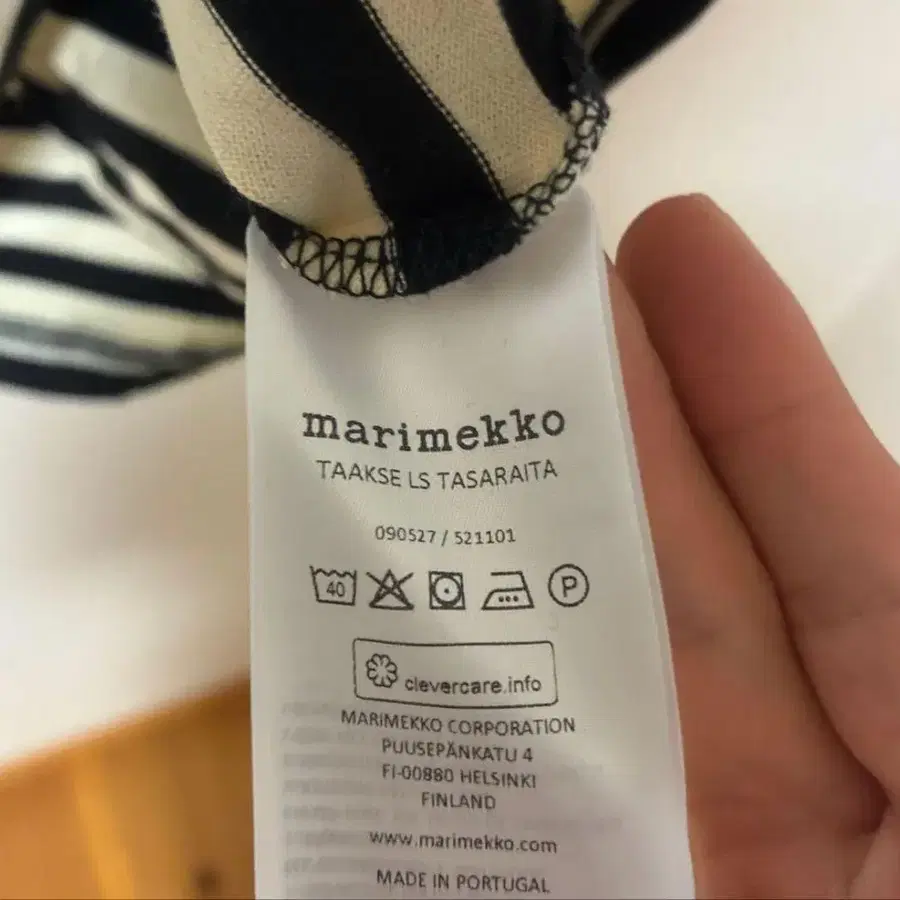 marimekko
TAAKSE LS TASARAITA
090527 / 521101
40 P
clevercare.info
MARIMEKKO CORPORATION
PUUSEPÄNKATU 4
FI-00880 HELSINKI
FINLAND
www.marimekko.com
MADE IN PORTUGAL